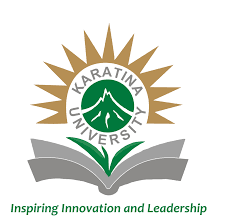 KARATINA
UNIVERSITY
Inspiring Innovation and Leadership